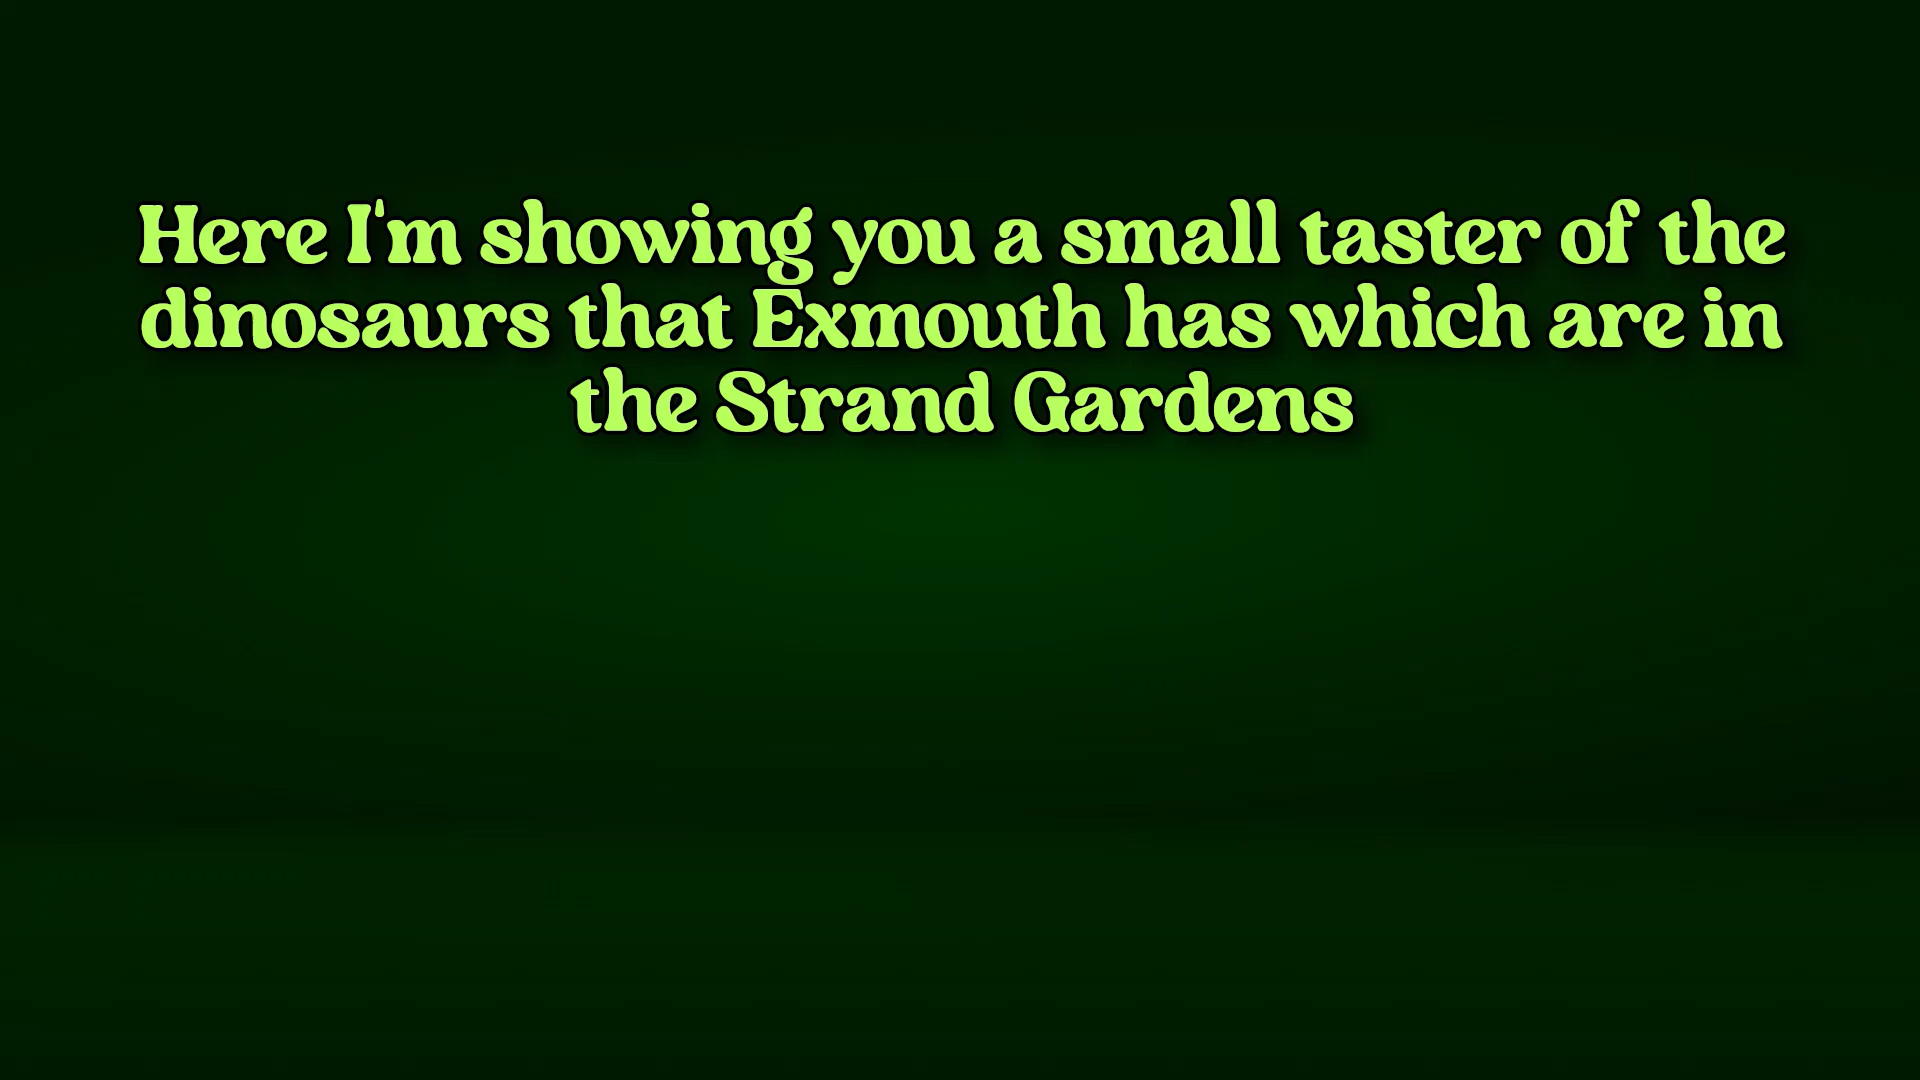 Here I'm showing you a small taster of the
dinosaurs that Exmouth has which are in
the Strand Gardens